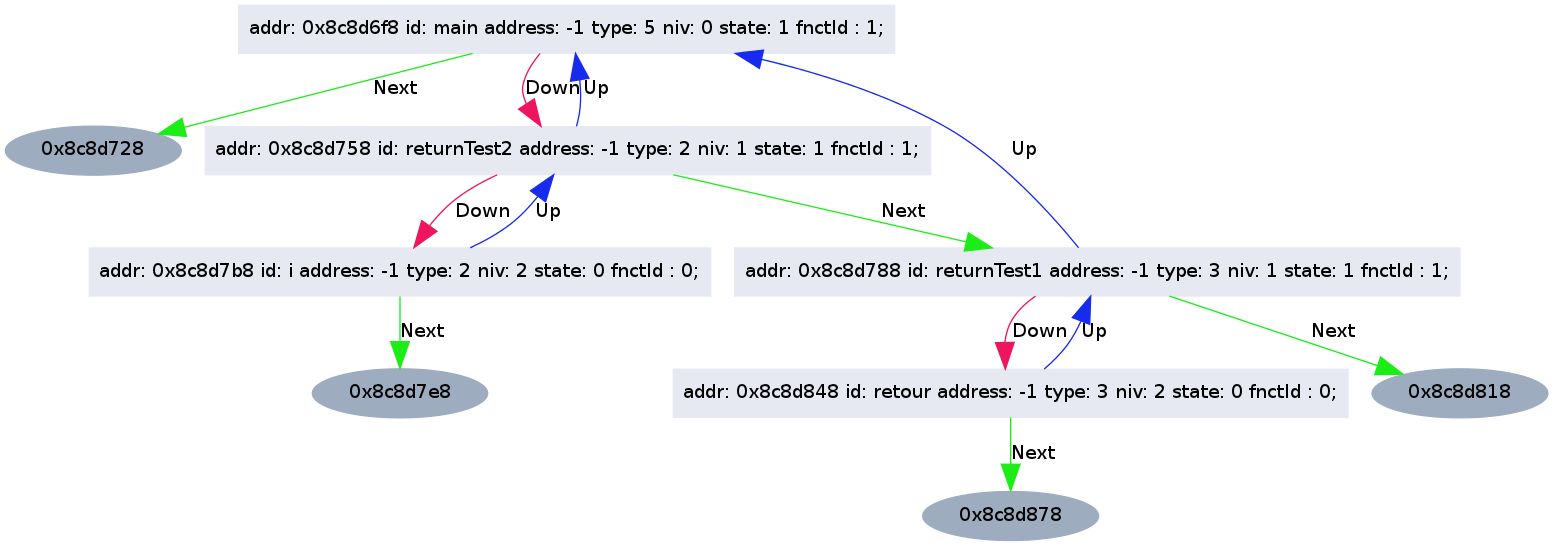 addr: 0x8c8d6f8 id: main address: -1 type: 5 niv: 0 state: 1 fnctId : 1;
Next
Down
Up
0x8c8d728
addr: 0x8c8d758 id: returnTest2 address: -1 type: 2 niv: 1 state: 1 fnctId : 1;
Up
Down
Up
Next
addr: 0x8c8d7b8 id: i address: -1 type: 2 niv: 2 state: 0 fnctId : 0;
addr: 0x8c8d788 id: returnTest1 address: -1 type: 3 niv: 1 state: 1 fnctId : 1;
Next
Down
Up
Next
0x8c8d7e8
addr: 0x8c8d848 id: retour address: -1 type: 3 niv: 2 state: 0 fnctId : 0;
0x8c8d818
Next
0x8c8d878